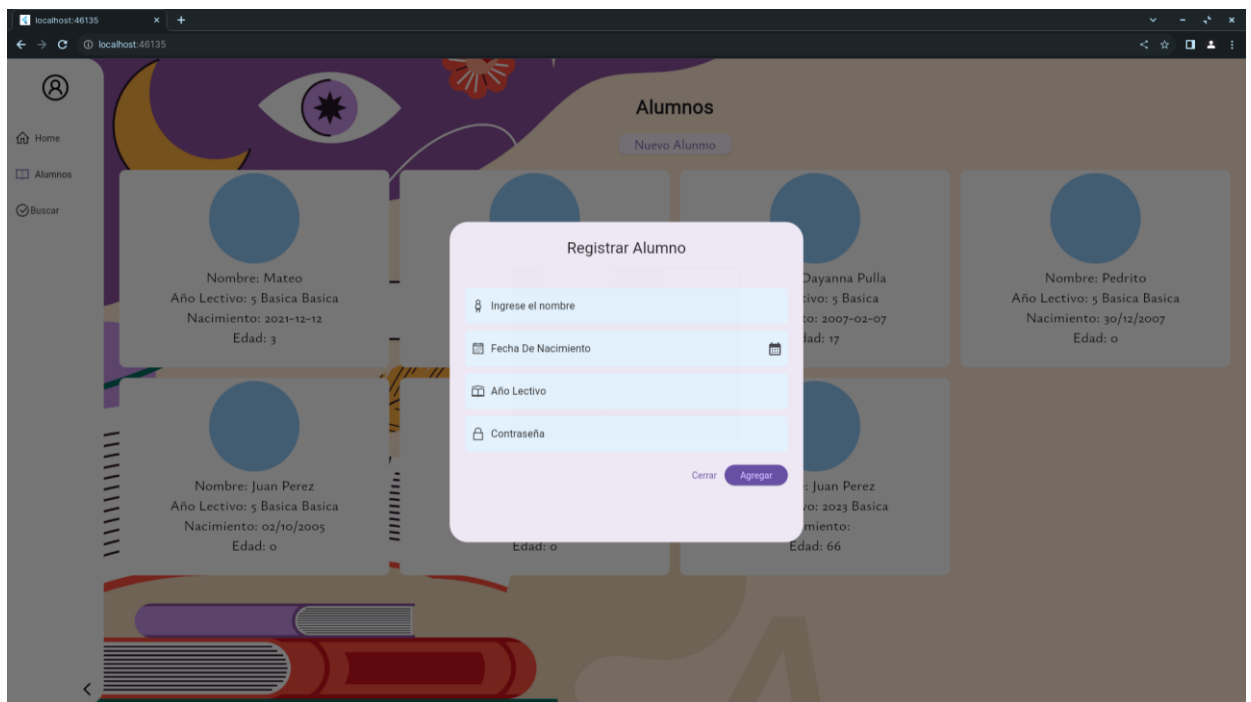 localhost:46135
localhost:46135
Home
Alumnos
Buscar
Alumnos
Nuevo Alunmo
Nombre: Mateo
Año Lectivo: 5 Basica Basica
Nacimiento: 2021-12-12
Edad: 3
Dayanna Pulla
ivo: 5 Basica
to: 2007-02-07
dad: 17
Nombre: Pedrito
Año Lectivo: 5 Basica Basica
Nacimiento: 30/12/2007
Edad: 0
Registrar Alumno
Ingrese el nombre
Fecha De Nacimiento
Año Lectivo
Contraseña
Cerrar Agregar
Nombre: Juan Perez
Año Lectivo: 5 Basica Basica
Nacimiento: 02/10/2005
Edad: 0
Edad: 0
: Juan Perez
vo: 2023 Basica
miento:
Edad: 66